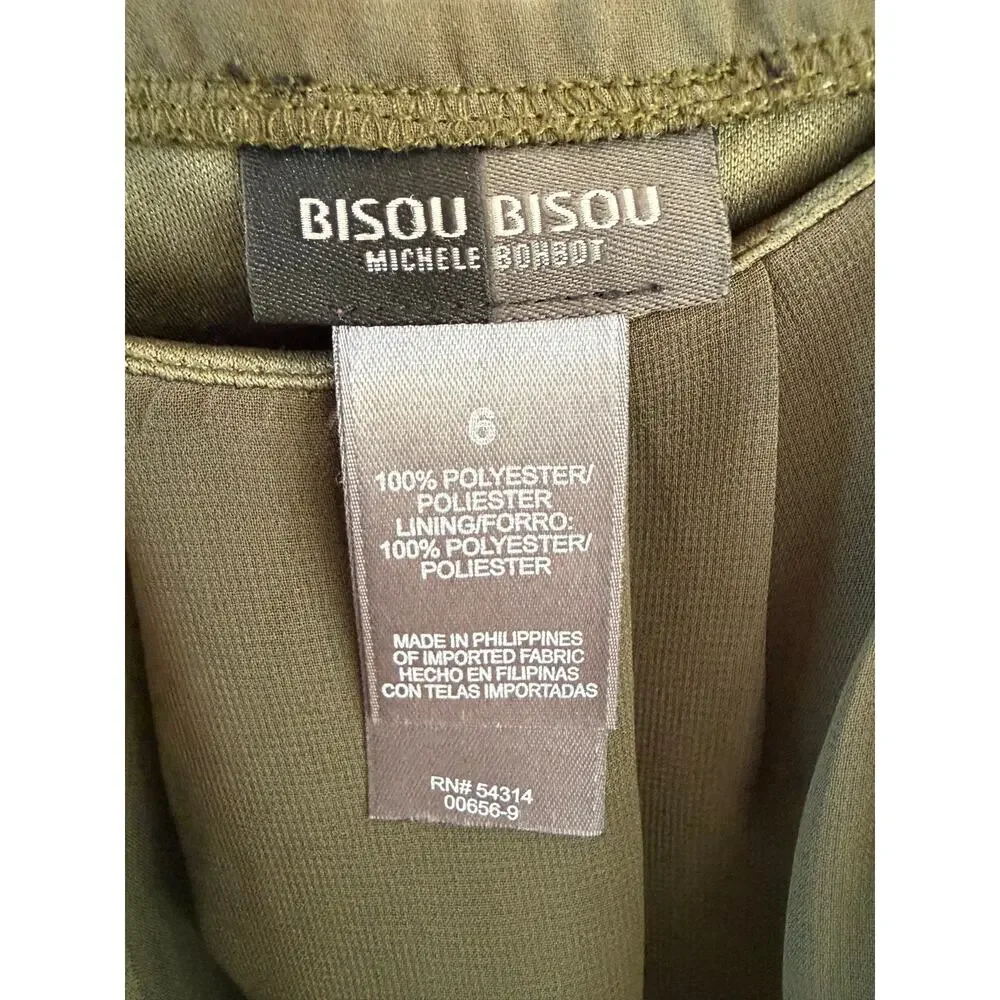 BISOU BISOU
MICHELE BOHBOT
6
100% POLYESTER/
POLIESTER
LINING/FORRO:
100% POLYESTER/
POLIESTER
MADE IN PHILIPPINES
OF IMPORTED FABRIC
HECHO EN FILIPINAS
CON TELAS IMPORTADAS
RN# 54314
00656-9